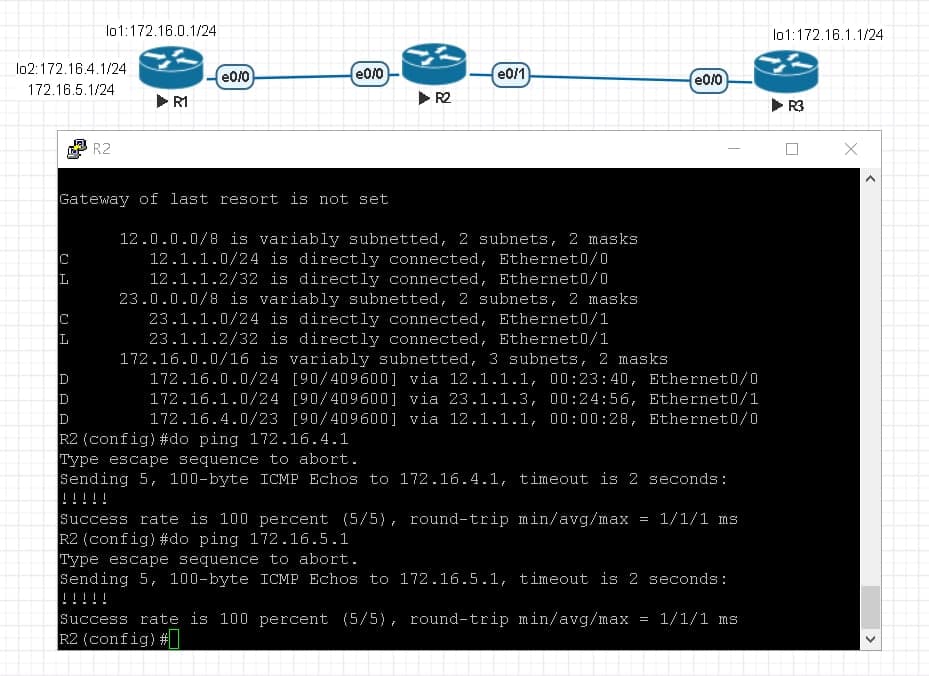 lo1:172.16.0.1/24
lo1:172.16.1.1/24
lo2:172.16.4.1/24
172.16.5.1/24
e0/0
e0/0
e0/1
e0/0
R1
R2
R3
R2
Gateway of last resort is not set
12.0.0.0/8 is variably subnetted, 2 subnets, 2 masks
C 12.1.1.0/24 is directly connected, Ethernet0/0
L 12.1.1.2/32 is directly connected, Ethernet0/0
23.0.0.0/8 is variably subnetted, 2 subnets, 2 masks
C 23.1.1.0/24 is directly connected, Ethernet0/1
L 23.1.1.2/32 is directly connected, Ethernet0/1
172.16.0.0/16 is variably subnetted, 3 subnets, 2 masks
D 172.16.0.0/24 [90/409600] via 12.1.1.1, 00:23:40, Ethernet0/0
D 172.16.1.0/24 [90/409600] via 23.1.1.3, 00:24:56, Ethernet0/1
D 172.16.4.0/23 [90/409600] via 12.1.1.1, 00:00:28, Ethernet0/0
R2(config)#do ping 172.16.4.1
Type escape sequence to abort.
Sending 5, 100-byte ICMP Echos to 172.16.4.1, timeout is 2 seconds:
!!!!!
Success rate is 100 percent (5/5), round-trip min/avg/max = 1/1/1 ms
R2(config)#do ping 172.16.5.1
Type escape sequence to abort.
Sending 5, 100-byte ICMP Echos to 172.16.5.1, timeout is 2 seconds:
!!!!!
Success rate is 100 percent (5/5), round-trip min/avg/max = 1/1/1 ms
R2(config)#